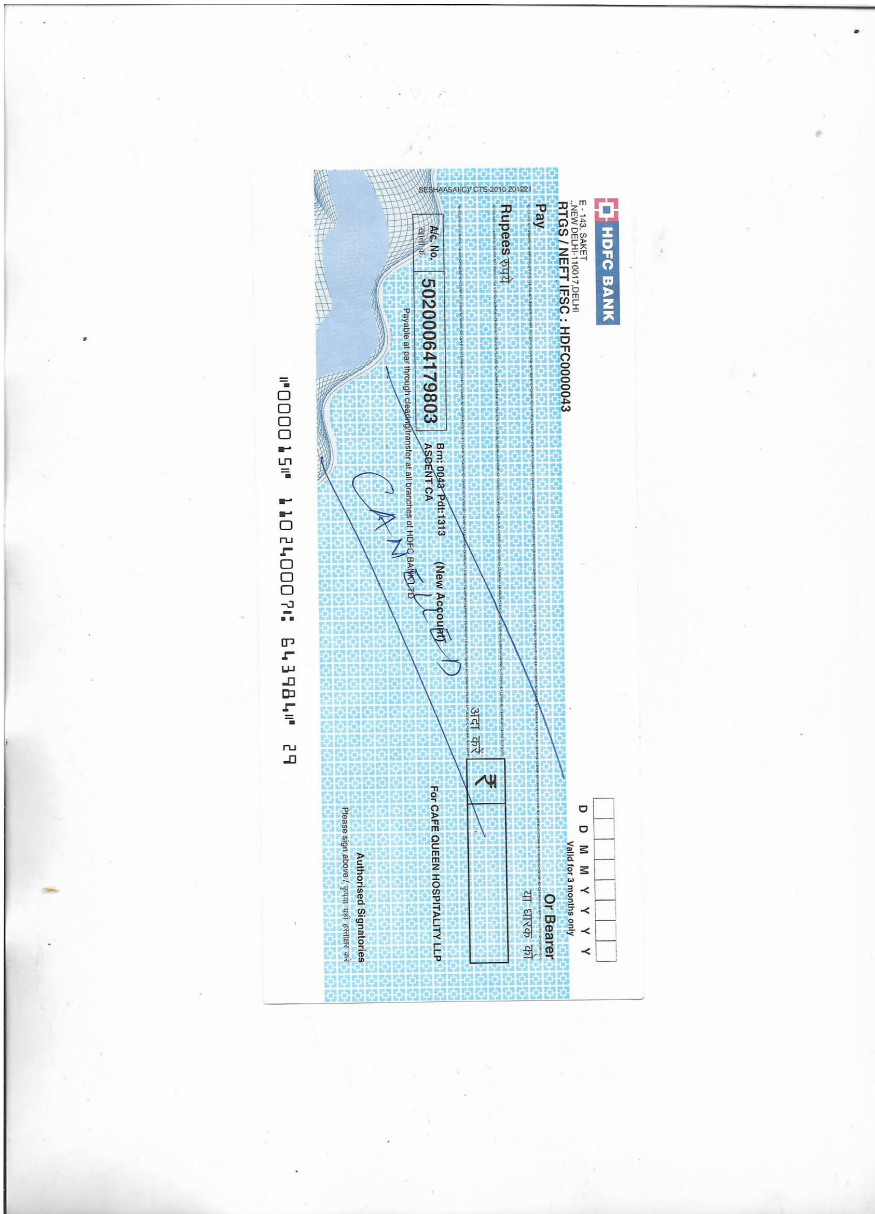 HDFC BANK
E - 143, SAKET
.NEW DELHI-110017,DELHI
RTGS / NEFT IFSC : HDFC0000043
D D M M Y Y Y Y
Valid for 3 months only
Pay
Or Bearer
या धारक को
Rupees रुपये
अदा करें
₹
A/c. No.
50200064179803
Brn: 0043 Pdt:1313 (New Account)
ASCENT CA
For CAFE QUEEN HOSPITALITY LLP
Payable at par through clearing/transfer at all branches of HDFC BANK LTD
CANELLED
Authorised Signatories
Please sign above / कृपया यहाँ हस्ताक्षर करें
SESHAASAI(C)/ CTS-2010 201221
⑈000015⑈ 110240007⑆ 643984⑈ 29